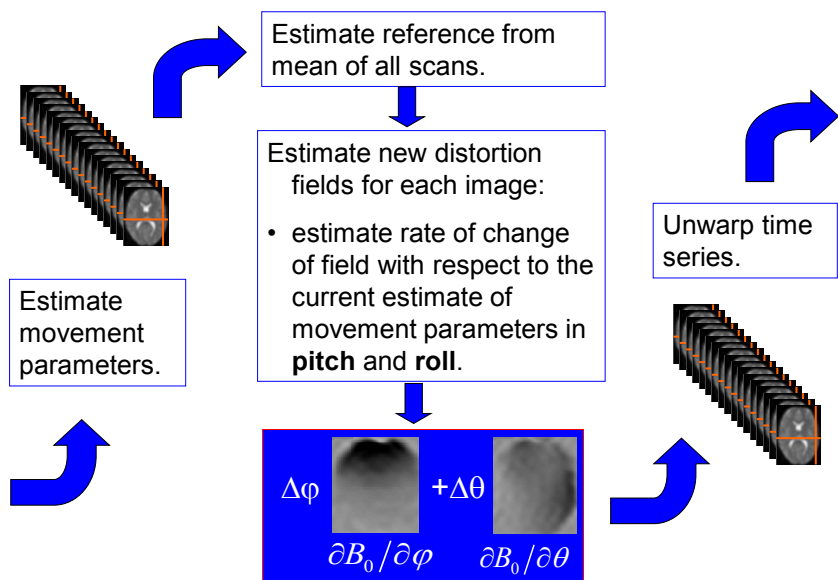 Estimate
movement
parameters.
Estimate reference from
mean of all scans.
Estimate new distortion
fields for each image:
• estimate rate of change
of field with respect to the
current estimate of
movement parameters in
pitch and roll.
Δφ +Δθ
∂B₀/∂φ ∂B₀/∂θ
Unwarp time
series.